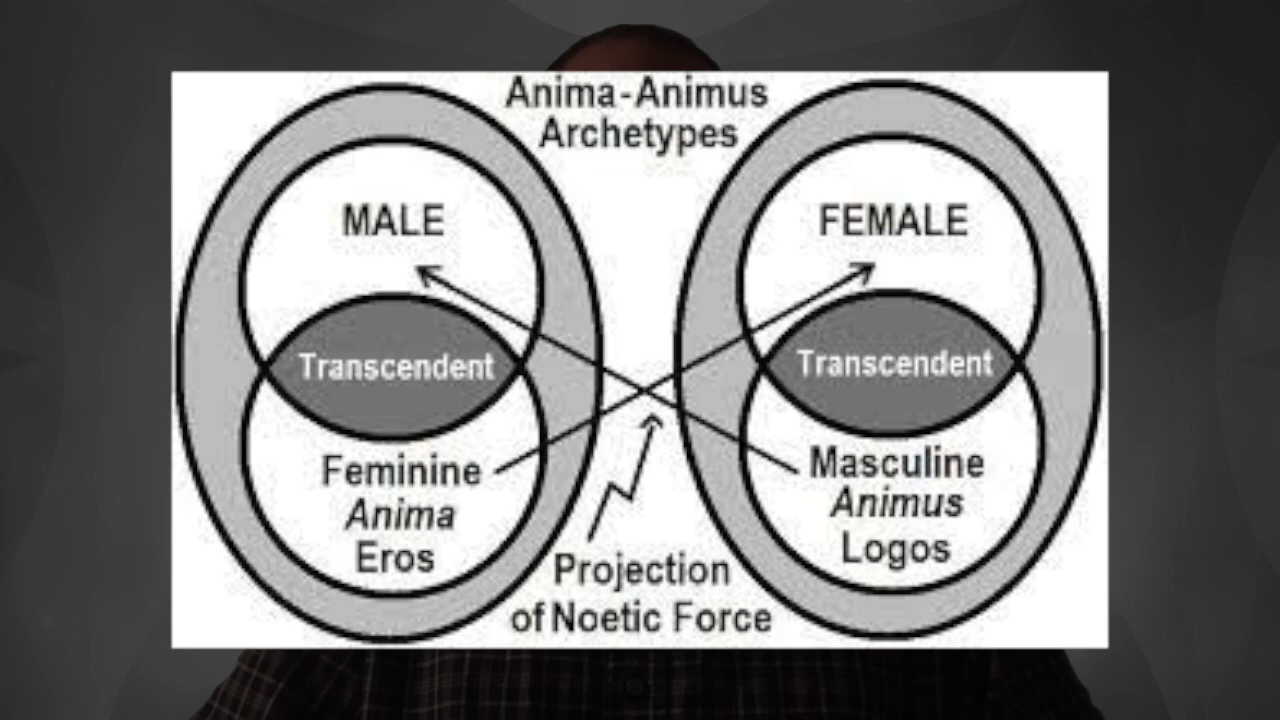 Anima-Animus
Archetypes
MALE
Transcendent
Feminine
Anima
Eros
FEMALE
Transcendent
Masculine
Animus
Logos
Projection
of Noetic Force